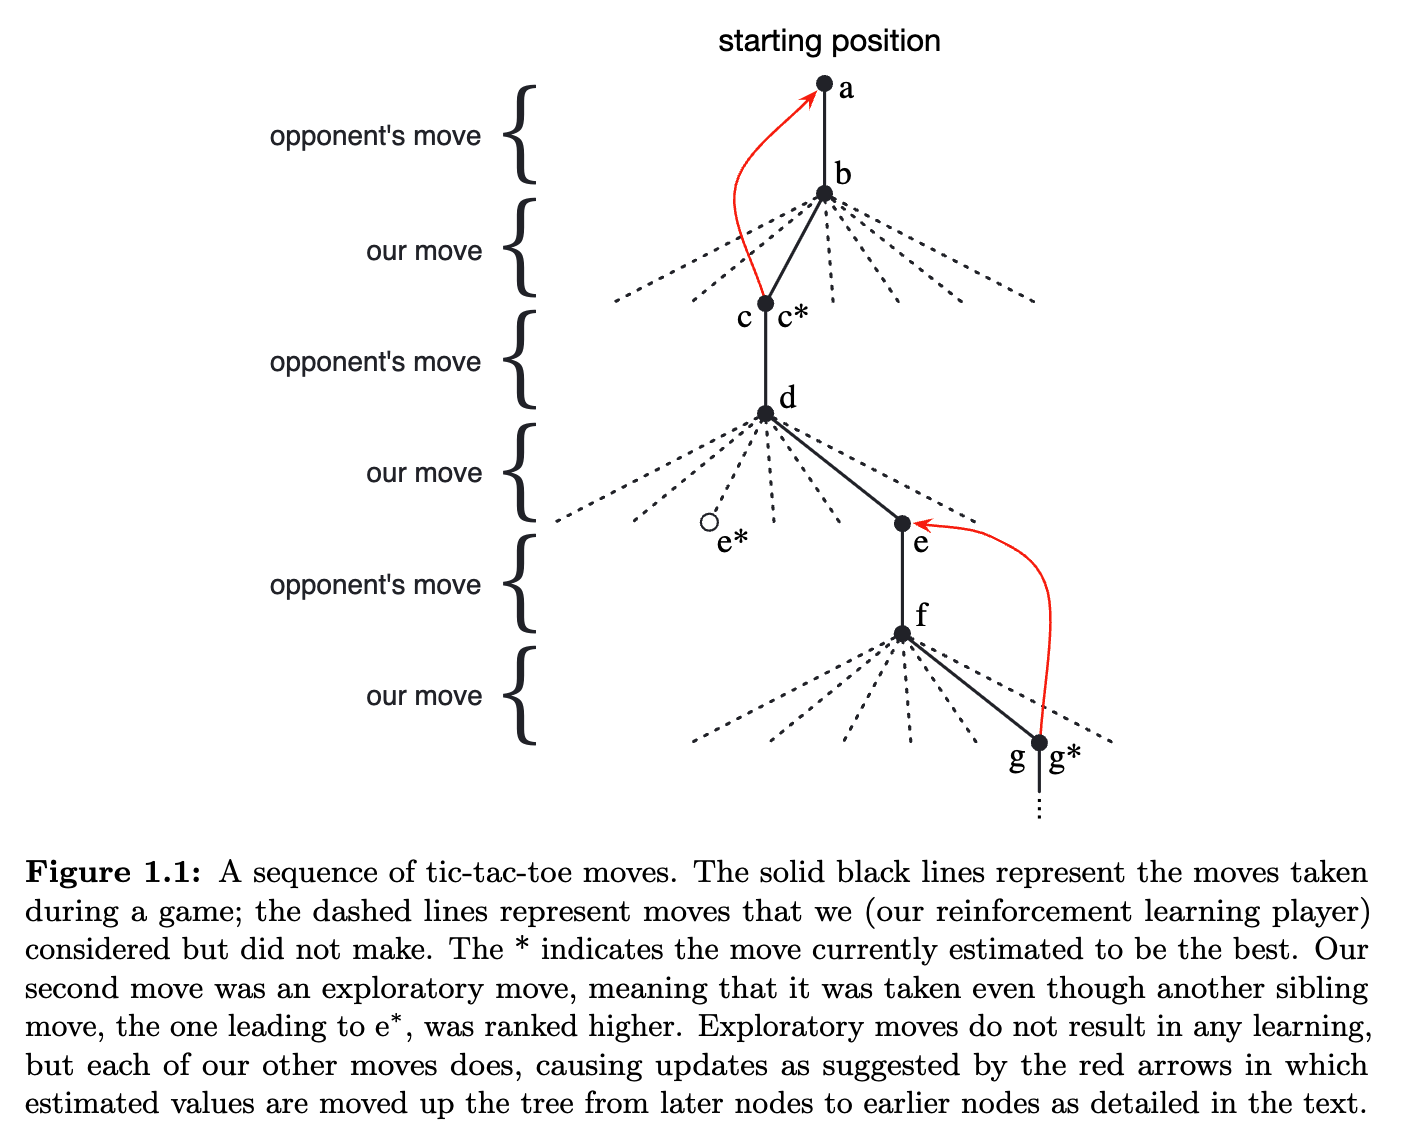 starting position
a
opponent's move
b
our move
c c*
opponent's move
d
our move
e*
e
opponent's move
f
our move
g g*
Figure 1.1: A sequence of tic-tac-toe moves. The solid black lines represent the moves taken
during a game; the dashed lines represent moves that we (our reinforcement learning player)
considered but did not make. The * indicates the move currently estimated to be the best. Our
second move was an exploratory move, meaning that it was taken even though another sibling
move, the one leading to e*, was ranked higher. Exploratory moves do not result in any learning,
but each of our other moves does, causing updates as suggested by the red arrows in which
estimated values are moved up the tree from later nodes to earlier nodes as detailed in the text.